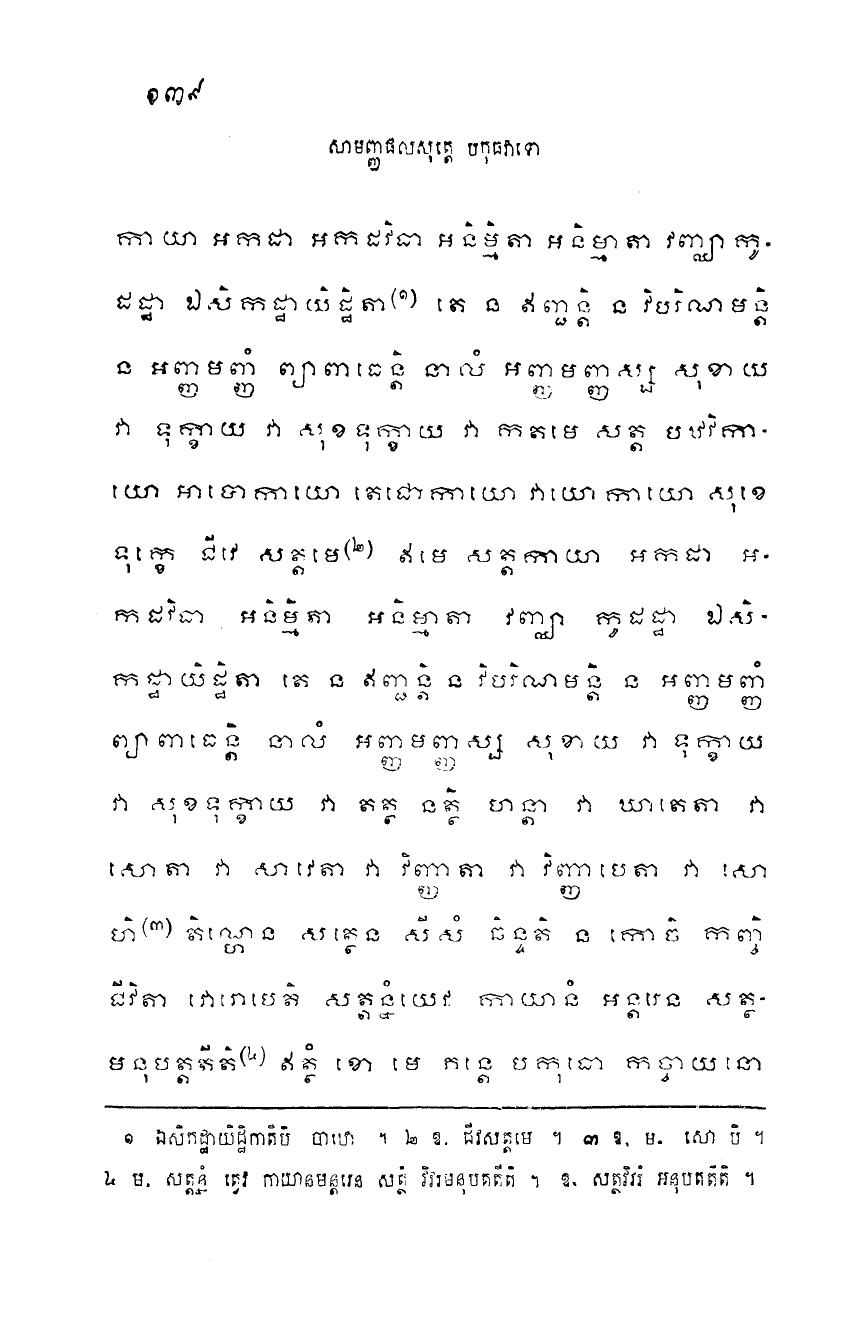 ១៣៩
សាមញ្ញផលសុត្តេ បកុធវាទោ
កាយា អកដា អកដវិធា អនិម្មិតា អនិម្មាតា វញ្ឈា កូ-
ដដ្ឋា ឯសិកដ្ឋាយិដ្ឋិតា(១) តេ ន ឥញ្ជន្តិ ន វិបរិណាមន្តិ
ន អញ្ញមញ្ញំ ព្យាពាធេន្តិ នាលំ អញ្ញមញ្ញស្ស សុខាយ
វា ទុក្ខាយ វា សុខទុក្ខាយ វា កតមេ សត្ត បឋវិកា-
យោ អាបោកាយោ តេជោកាយោ វាយោកាយោ សុខេ
ទុក្ខេ ជីវេ សត្តមេ(២) ឥមេ សត្តកាយា អកដា អ-
កដវិធា អនិម្មិតា អនិម្មាតា វញ្ឈា កូដដ្ឋា ឯសិ-
កដ្ឋាយិដ្ឋិតា តេ ន ឥញ្ជន្តិ ន វិបរិណាមន្តិ ន អញ្ញមញ្ញំ
ព្យាពាធេន្តិ នាលំ អញ្ញមញ្ញស្ស សុខាយ វា ទុក្ខាយ
វា សុខទុក្ខាយ វា តត្ថ នត្ថិ ហន្តា វា ឃាតេតា វា
សោតា វា សាវេតា វា វិញ្ញាតា វា វិញ្ញាបេតា វា សោ
ហិ(៣) តិណ្ហេន សត្ថេន សីសំ ឆិន្ទតិ ន កោចិ កញ្ចិ
ជីវិតា វោរោបេតិ សត្តន្នំយេវ កាយានំ អន្តរេន សត្ថ-
មនុបត្តតីតិ(៤) ឥត្ថំ ខោ មេ ភន្តេ បកុធោ កច្ចាយនោ
១ ឯសិកដ្ឋាយិដ្ឋិកាតិបិ បាឋោ ។ ២ ឱ. ជីវសត្តមេ ។ ៣ ឱ, ម. សោ បិ ។
៤ ម. សត្តន្នំ ត្វេវ កាយានមន្តរេន សត្ថំ វិវរមនុបតតីតិ ។ ឱ. សត្ថវិវរំ អនុបតតីតិ ។